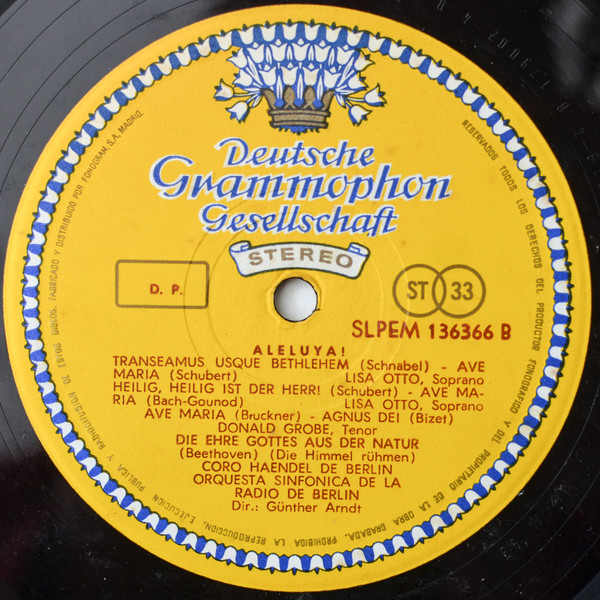 Deutsche
Grammophon
Gesellschaft
STEREO
D. P.
ST 33
SLPEM 136366 B
ALELUYA!
TRANSEAMUS USQUE BETHLEHEM (Schnabel) - AVE
MARIA (Schubert) LISA OTTO, Soprano
HEILIG, HEILIG IST DER HERR! (Schubert) - AVE MA-
RIA (Bach-Gounod) LISA OTTO, Soprano
AVE MARIA (Bruckner) - AGNUS DEI (Bizet)
DONALD GROBE, Tenor
DIE EHRE GOTTES AUS DER NATUR
(Beethoven) (Die Himmel rühmen)
CORO HAENDEL DE BERLIN
ORQUESTA SINFONICA DE LA
RADIO DE BERLIN
Dir.: Günther Arndt
RESERVADOS TODOS LOS DERECHOS DEL PRODUCTOR FONOGRAFICO Y DEL PROPIETARIO DE LA OBRA GRABADA. PROHIBIDA LA REPRODUCCION, EJECUCION PUBLICA Y RADIODIFUSION DE ESTOS DISCOS. FABRICADO Y DISTRIBUIDO POR FONOGRAM, S.A. MADRID.